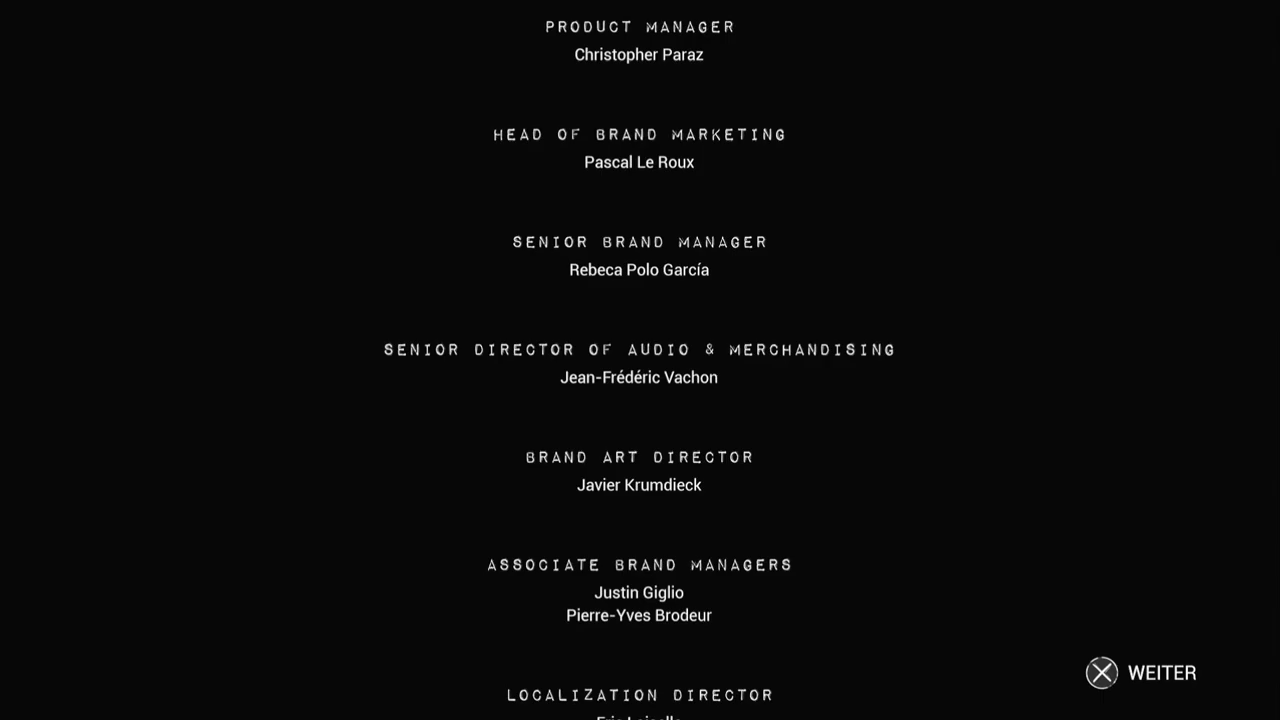 PRODUCT MANAGER
Christopher Paraz
HEAD OF BRAND MARKETING
Pascal Le Roux
SENIOR BRAND MANAGER
Rebeca Polo García
SENIOR DIRECTOR OF AUDIO & MERCHANDISING
Jean-Frédéric Vachon
BRAND ART DIRECTOR
Javier Krumdieck
ASSOCIATE BRAND MANAGERS
Justin Giglio
Pierre-Yves Brodeur
WEITER
LOCALIZATION DIRECTOR